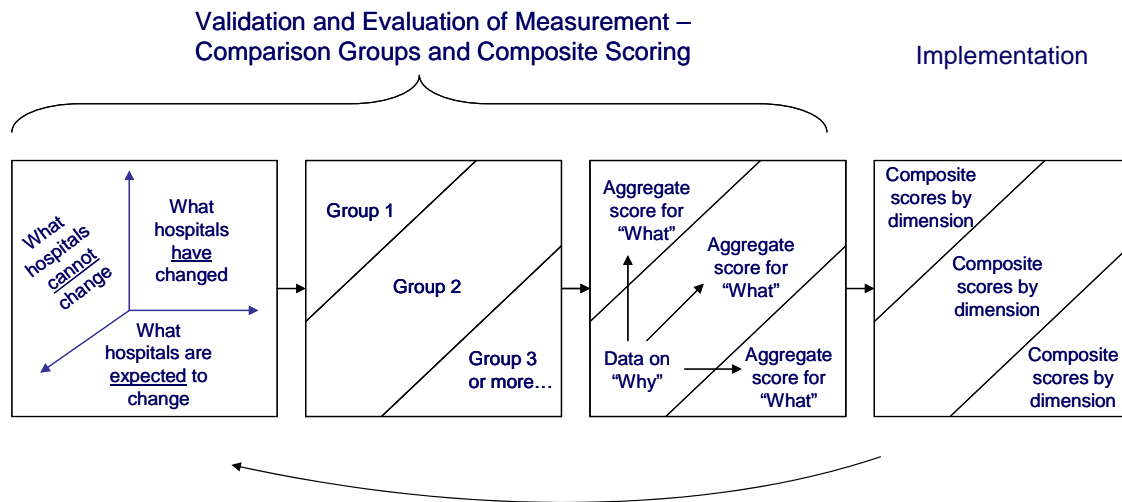 Validation and Evaluation of Measurement –
Comparison Groups and Composite Scoring
Implementation
What
hospitals
cannot
change
What
hospitals
have
changed
What
hospitals are
expected to
change
Group 1
Group 2
Group 3
or more…
Aggregate
score for
“What”
Aggregate
score for
“What”
Data on
“Why”
Aggregate
score for
“What”
Composite
scores by
dimension
Composite
scores by
dimension
Composite
scores by
dimension